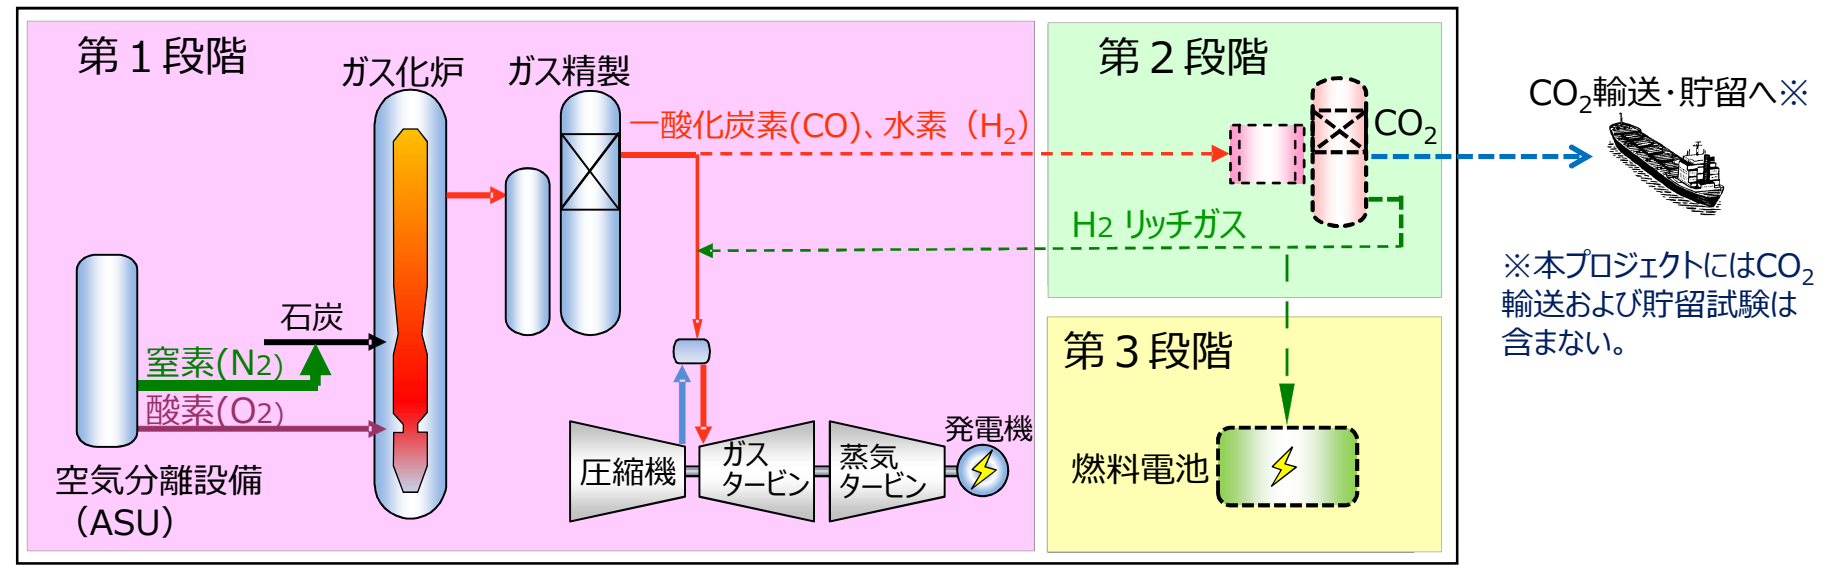 第１段階
ガス化炉
ガス精製
一酸化炭素(CO)、水素（H2）
石炭
窒素(N2)
酸素(O2)
空気分離設備
（ASU）
圧縮機
ガス
タービン
蒸気
タービン
発電機
第２段階
CO2
H2 リッチガス
第３段階
燃料電池
CO2輸送・貯留へ※
※本プロジェクトにはCO2
輸送および貯留試験は
含まない。